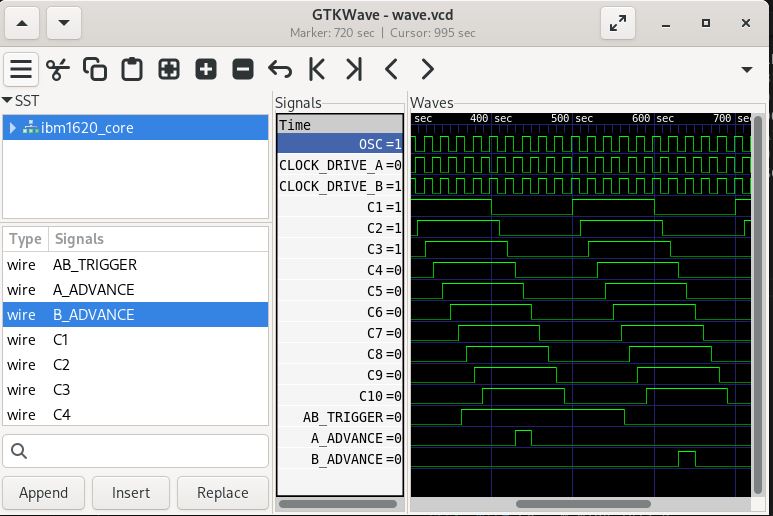 GTKWave - wave.vcd
Marker: 720 sec | Cursor: 995 sec
SST
ibm1620_core
Type Signals
wire AB_TRIGGER
wire A_ADVANCE
wire B_ADVANCE
wire C1
wire C2
wire C3
wire C4
Append Insert Replace
Signals
Time
OSC =1
CLOCK_DRIVE_A =0
CLOCK_DRIVE_B =1
C1 =1
C2 =1
C3 =1
C4 =0
C5 =0
C6 =0
C7 =0
C8 =0
C9 =0
C10 =0
AB_TRIGGER =0
A_ADVANCE =0
B_ADVANCE =0
Waves
sec 400 sec 500 sec 600 sec 700 sec